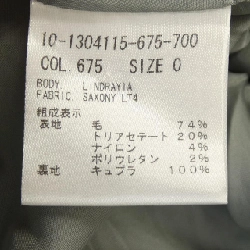 10-1304115-675-700
COL 675 SIZE 0
BODY. LINDRAYIA
FABRIC. SAXONY LT4
組成表示
表地 毛 74%
トリアセテート 20%
ナイロン 4%
ポリウレタン 2%
裏地 キュプラ 100%